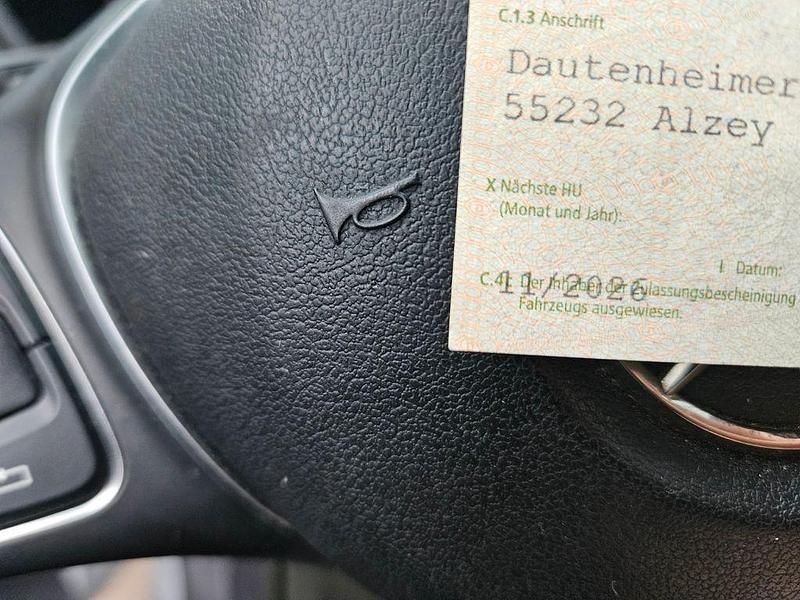 C.1.3 Anschrift
Dautenheimer
55232 Alzey
X Nächste HU
(Monat und Jahr):
I Datum:
11/2026
C.4c Der Inhaber der Zulassungsbescheinigung
Fahrzeugs ausgewiesen.